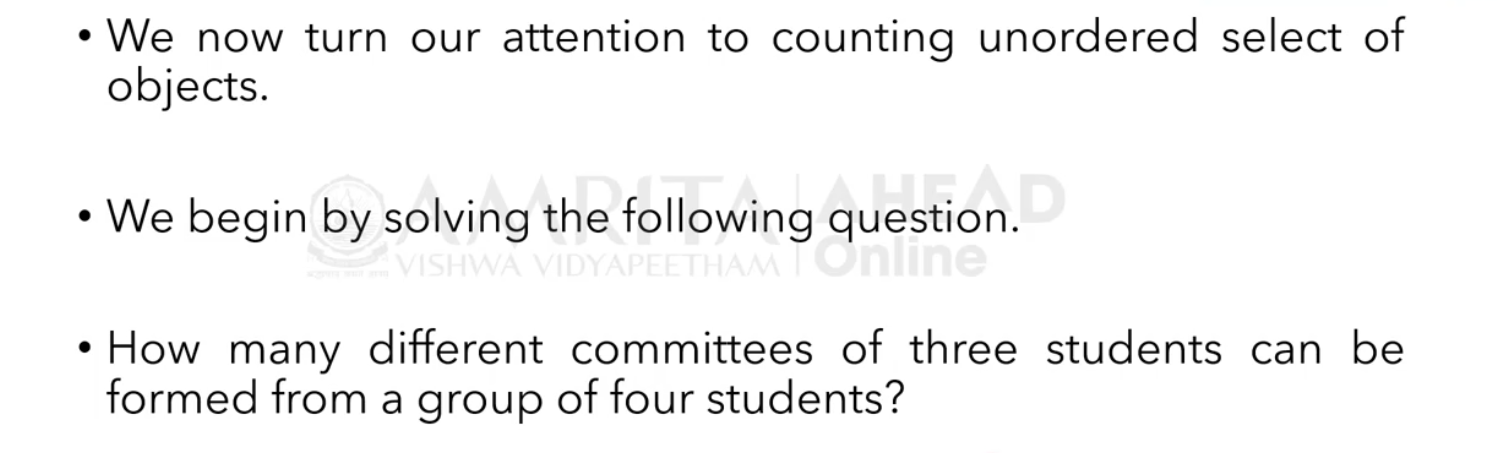 • We now turn our attention to counting unordered select of
objects.
• We begin by solving the following question.
AMRITA AHEAD
VISHWA VIDYAPEETHAM Online
• How many different committees of three students can be
formed from a group of four students?